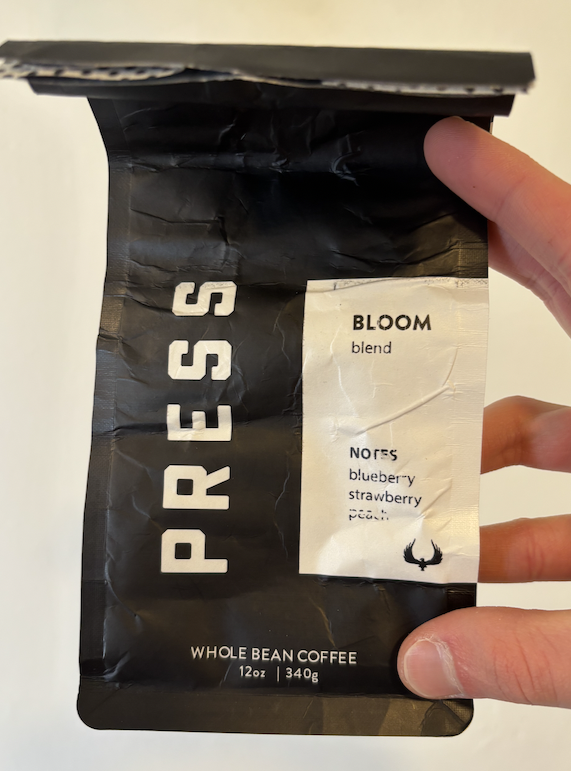 PRESS
BLOOM
blend
NOTES
blueberry
strawberry
peach
WHOLE BEAN COFFEE
12oz | 340g